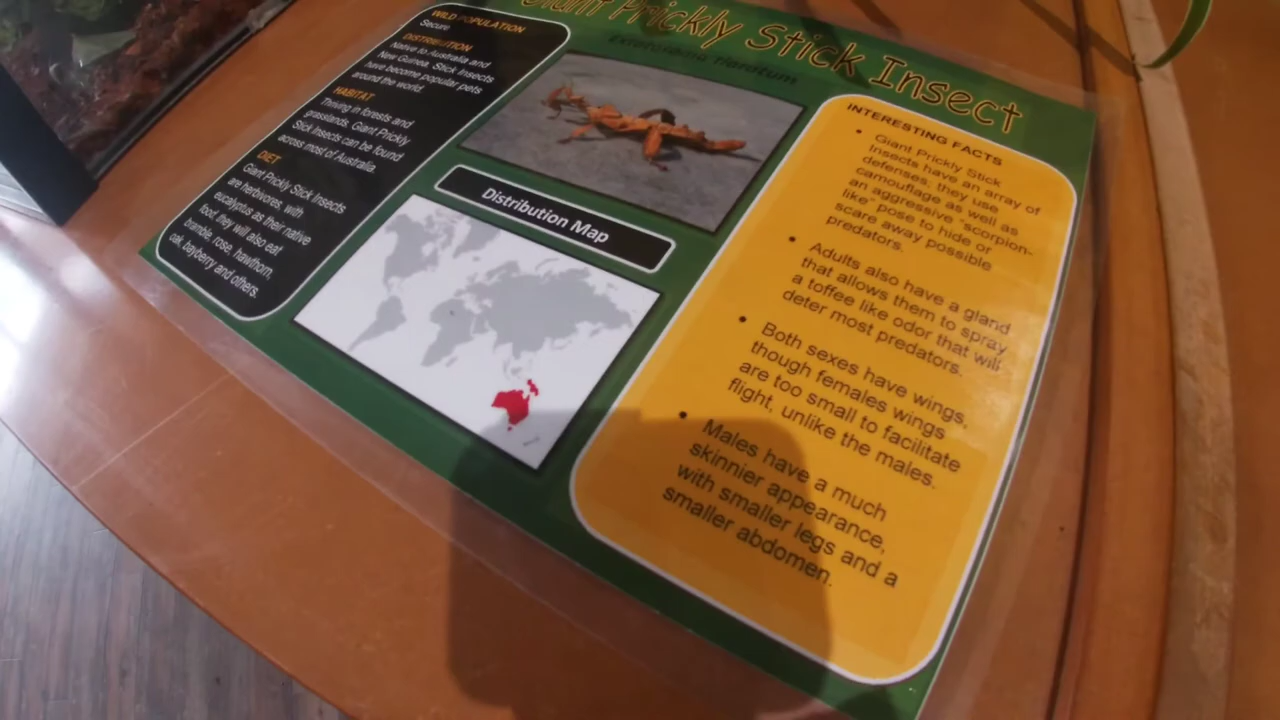 Giant Prickly Stick Insect
Extatosoma tiaratum
WILD POPULATION
Secure
DISTRIBUTION
Native to Australia and
New Guinea. Stick Insects
have become popular pets
around the world
HABITAT
Thriving in forests and
grasslands. Giant Prickly
Stick Insects can be found
across most of Australia.
DIET
Giant Prickly Stick Insects
are herbivores, with
eucalyptus as their native
food, they will also eat
bramble, rose, hawthorn,
oak, bayberry and others.
Distribution Map
INTERESTING FACTS
• Giant Prickly Stick
Insects have an array of
defenses, they use
camouflage as well as
an aggressive "scorpion-
like" pose to hide or
scare away possible
predators.
• Adults also have a gland
that allows them to spray
a toffee like odor that will
deter most predators.
• Both sexes have wings,
though females wings
are too small to facilitate
flight, unlike the males.
• Males have a much
skinnier appearance,
with smaller legs and a
smaller abdomen.